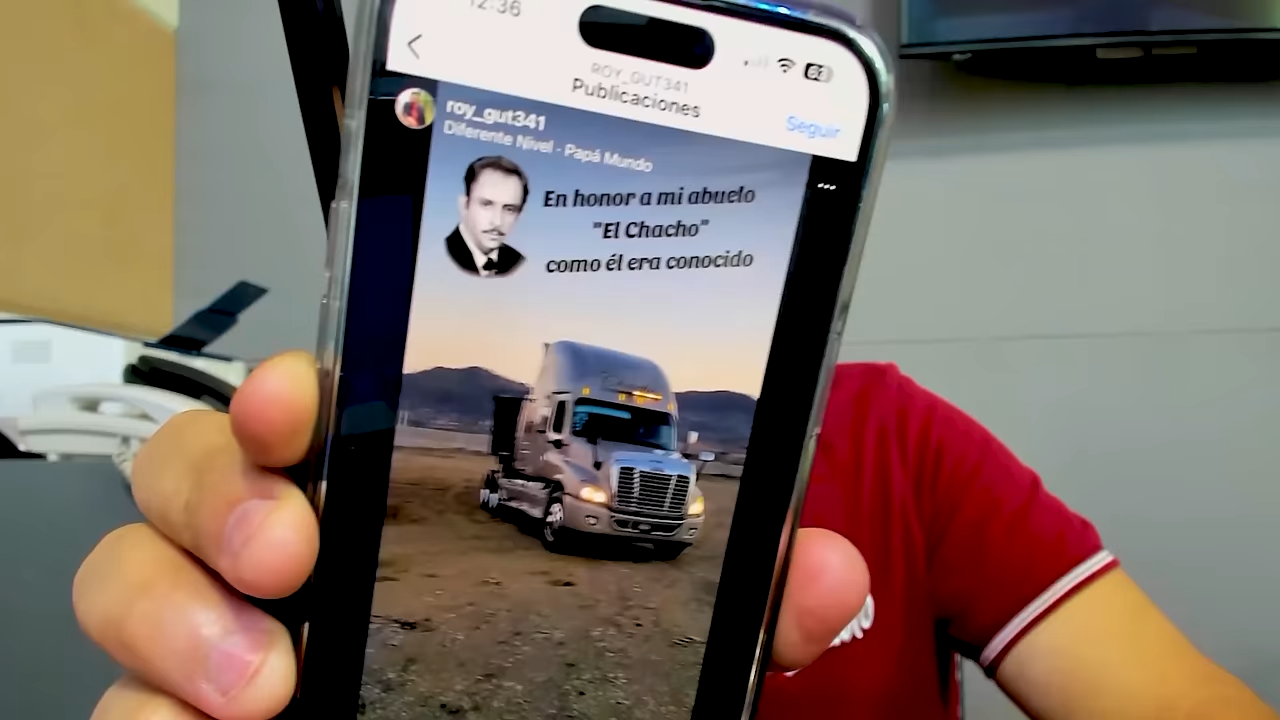 12:36
ROY_GUT341
Publicaciones
Seguir
roy_gut341
Diferente Nivel - Papá Mundo
En honor a mi abuelo
"El Chacho"
como él era conocido